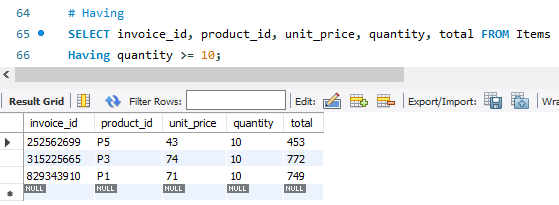 64 # Having
65 SELECT invoice_id, product_id, unit_price, quantity, total FROM Items
66 Having quantity >= 10;
Result Grid Filter Rows: Edit: Export/Import: Wra
invoice_id product_id unit_price quantity total
252562699 P5 43 10 453
315225665 P3 74 10 772
829343910 P1 71 10 749
NULL NULL NULL NULL NULL